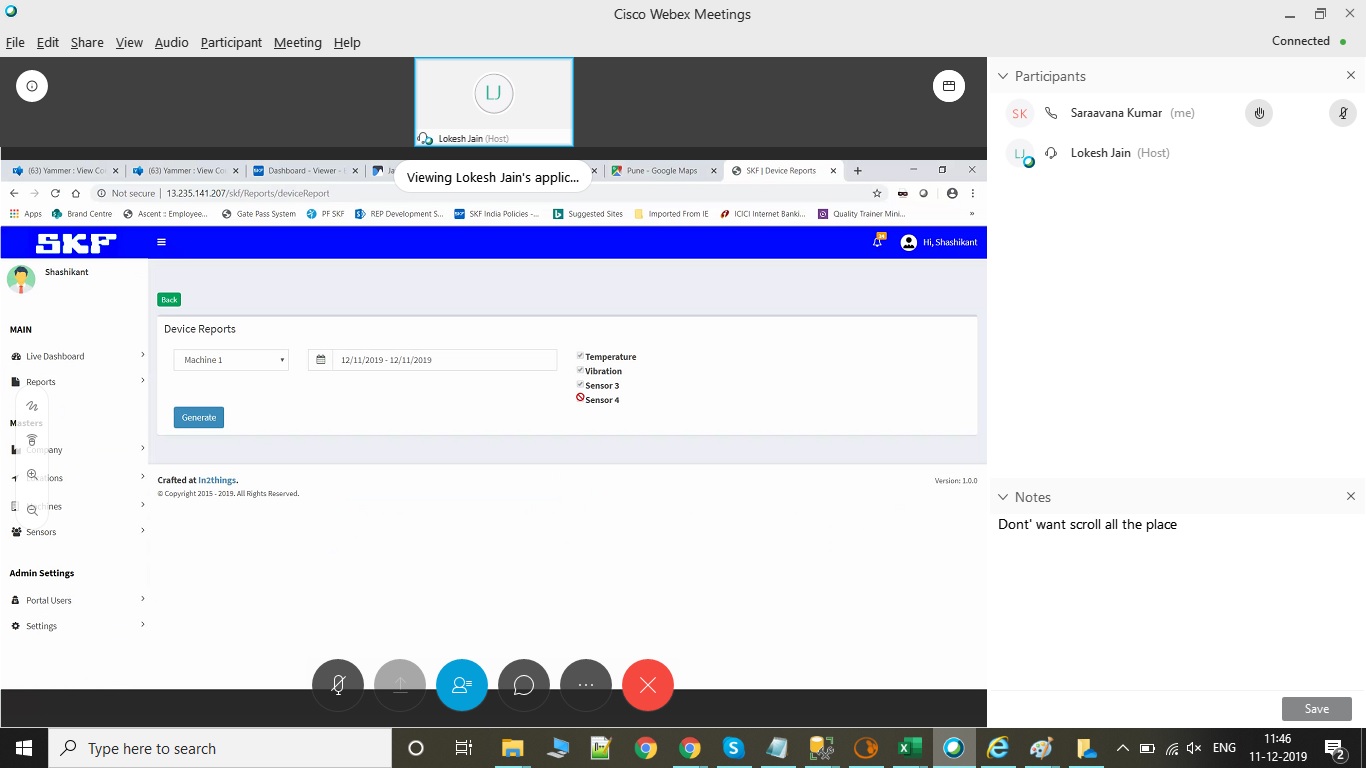 Cisco Webex Meetings
File Edit Share View Audio Participant Meeting Help
Connected
LJ
Lokesh Jain (Host)
Viewing Lokesh Jain's applic...
(63) Yammer : View Co (63) Yammer : View Co Dashboard - Viewer - Pune - Google Maps SKF | Device Reports
Not secure | 13.235.141.207/skf/Reports/deviceReport
Apps Brand Centre Ascent :: Employee... Gate Pass System PF SKF REP Development S... SKF India Policies -... Suggested Sites Imported From IE ICICI Internet Banki... Quality Trainer Mini... »
SKF
Hi, Shashikant
Shashikant
MAIN
Live Dashboard
Reports
Masters
Company
Sensors
Admin Settings
Portal Users
Settings
Back
Device Reports
Machine 1
12/11/2019 - 12/11/2019
Temperature
Vibration
Sensor 3
Sensor 4
Generate
Crafted at In2things.
© Copyright 2015 - 2019. All Rights Reserved.
Version: 1.0.0
Participants
SK Saraavana Kumar (me)
LJ Lokesh Jain (Host)
Notes
Dont' want scroll all the place
Save
Type here to search
ENG
11:46
11-12-2019
2